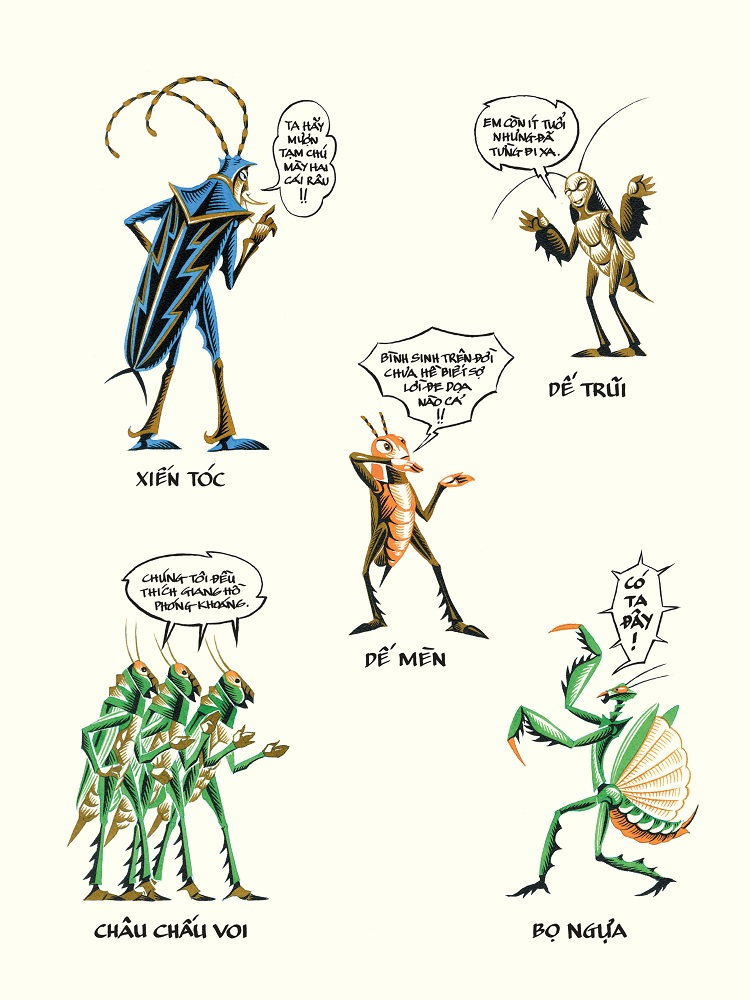 TA HÃY
MƯỢN
TẠM CHÚ
MÀY HAI
CÁI RÂU
!!
XIẾN TÓC
EM CÒN ÍT TUỔI
NHƯNG ĐÃ
TỪNG ĐI XA.
DẾ TRŨI
BÌNH SINH TRÊN ĐỜI
CHƯA HỀ BIẾT SỢ
LỜI ĐE DỌA
NÀO CẢ
!!
DẾ MÈN
CHÚNG TÔI ĐỀU
THÍCH GIANG HỒ
PHÓNG KHOÁNG.
CHÂU CHẤU VOI
CÓ
TA
ĐÂY
!
BỌ NGỰA